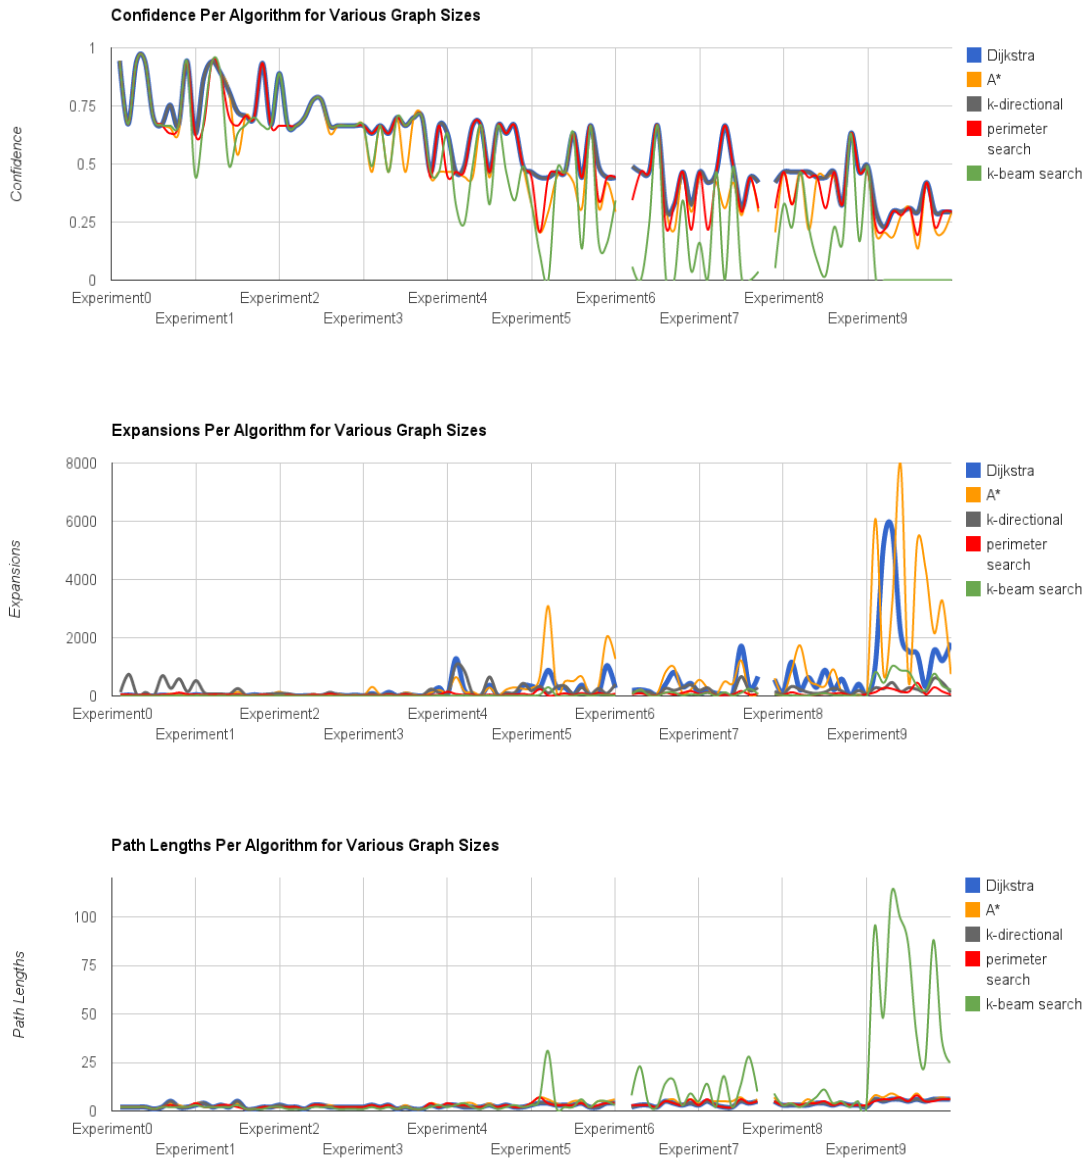 Confidence Per Algorithm for Various Graph Sizes
1
0.75
0.5
0.25
0
Confidence
Experiment0
Experiment1
Experiment2
Experiment3
Experiment4
Experiment5
Experiment6
Experiment7
Experiment8
Experiment9
Dijkstra
A*
k-directional
perimeter
search
k-beam search
Expansions Per Algorithm for Various Graph Sizes
8000
6000
4000
2000
0
Expansions
Experiment0
Experiment1
Experiment2
Experiment3
Experiment4
Experiment5
Experiment6
Experiment7
Experiment8
Experiment9
Dijkstra
A*
k-directional
perimeter
search
k-beam search
Path Lengths Per Algorithm for Various Graph Sizes
100
75
50
25
0
Path Lengths
Experiment0
Experiment1
Experiment2
Experiment3
Experiment4
Experiment5
Experiment6
Experiment7
Experiment8
Experiment9
Dijkstra
A*
k-directional
perimeter
search
k-beam search